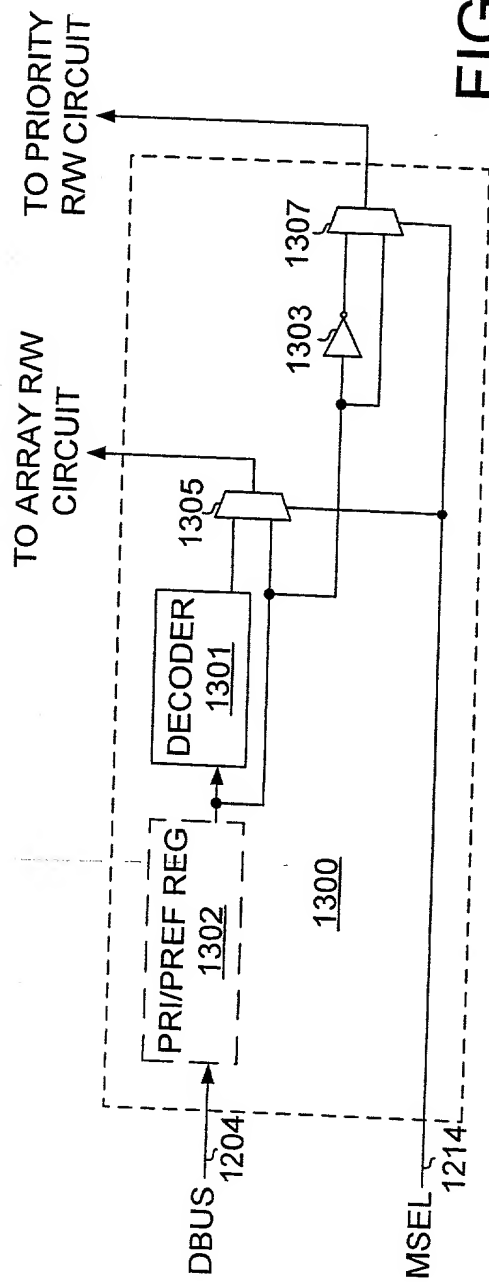 TO PRIORITY
R/W CIRCUIT
TO ARRAY R/W
CIRCUIT
1307
1303
1305
DECODER
1301
PRI/PREF REG
1302
1300
DBUS
1204
MSEL
1214
FIG